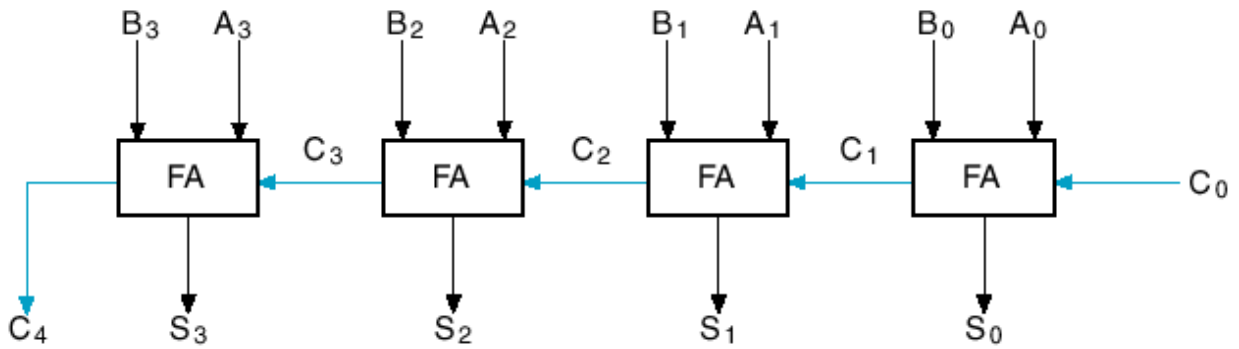 B3 A3 B2 A2 B1 A1 B0 A0
C3 C2 C1
FA FA FA FA C0
C4 S3 S2 S1 S0